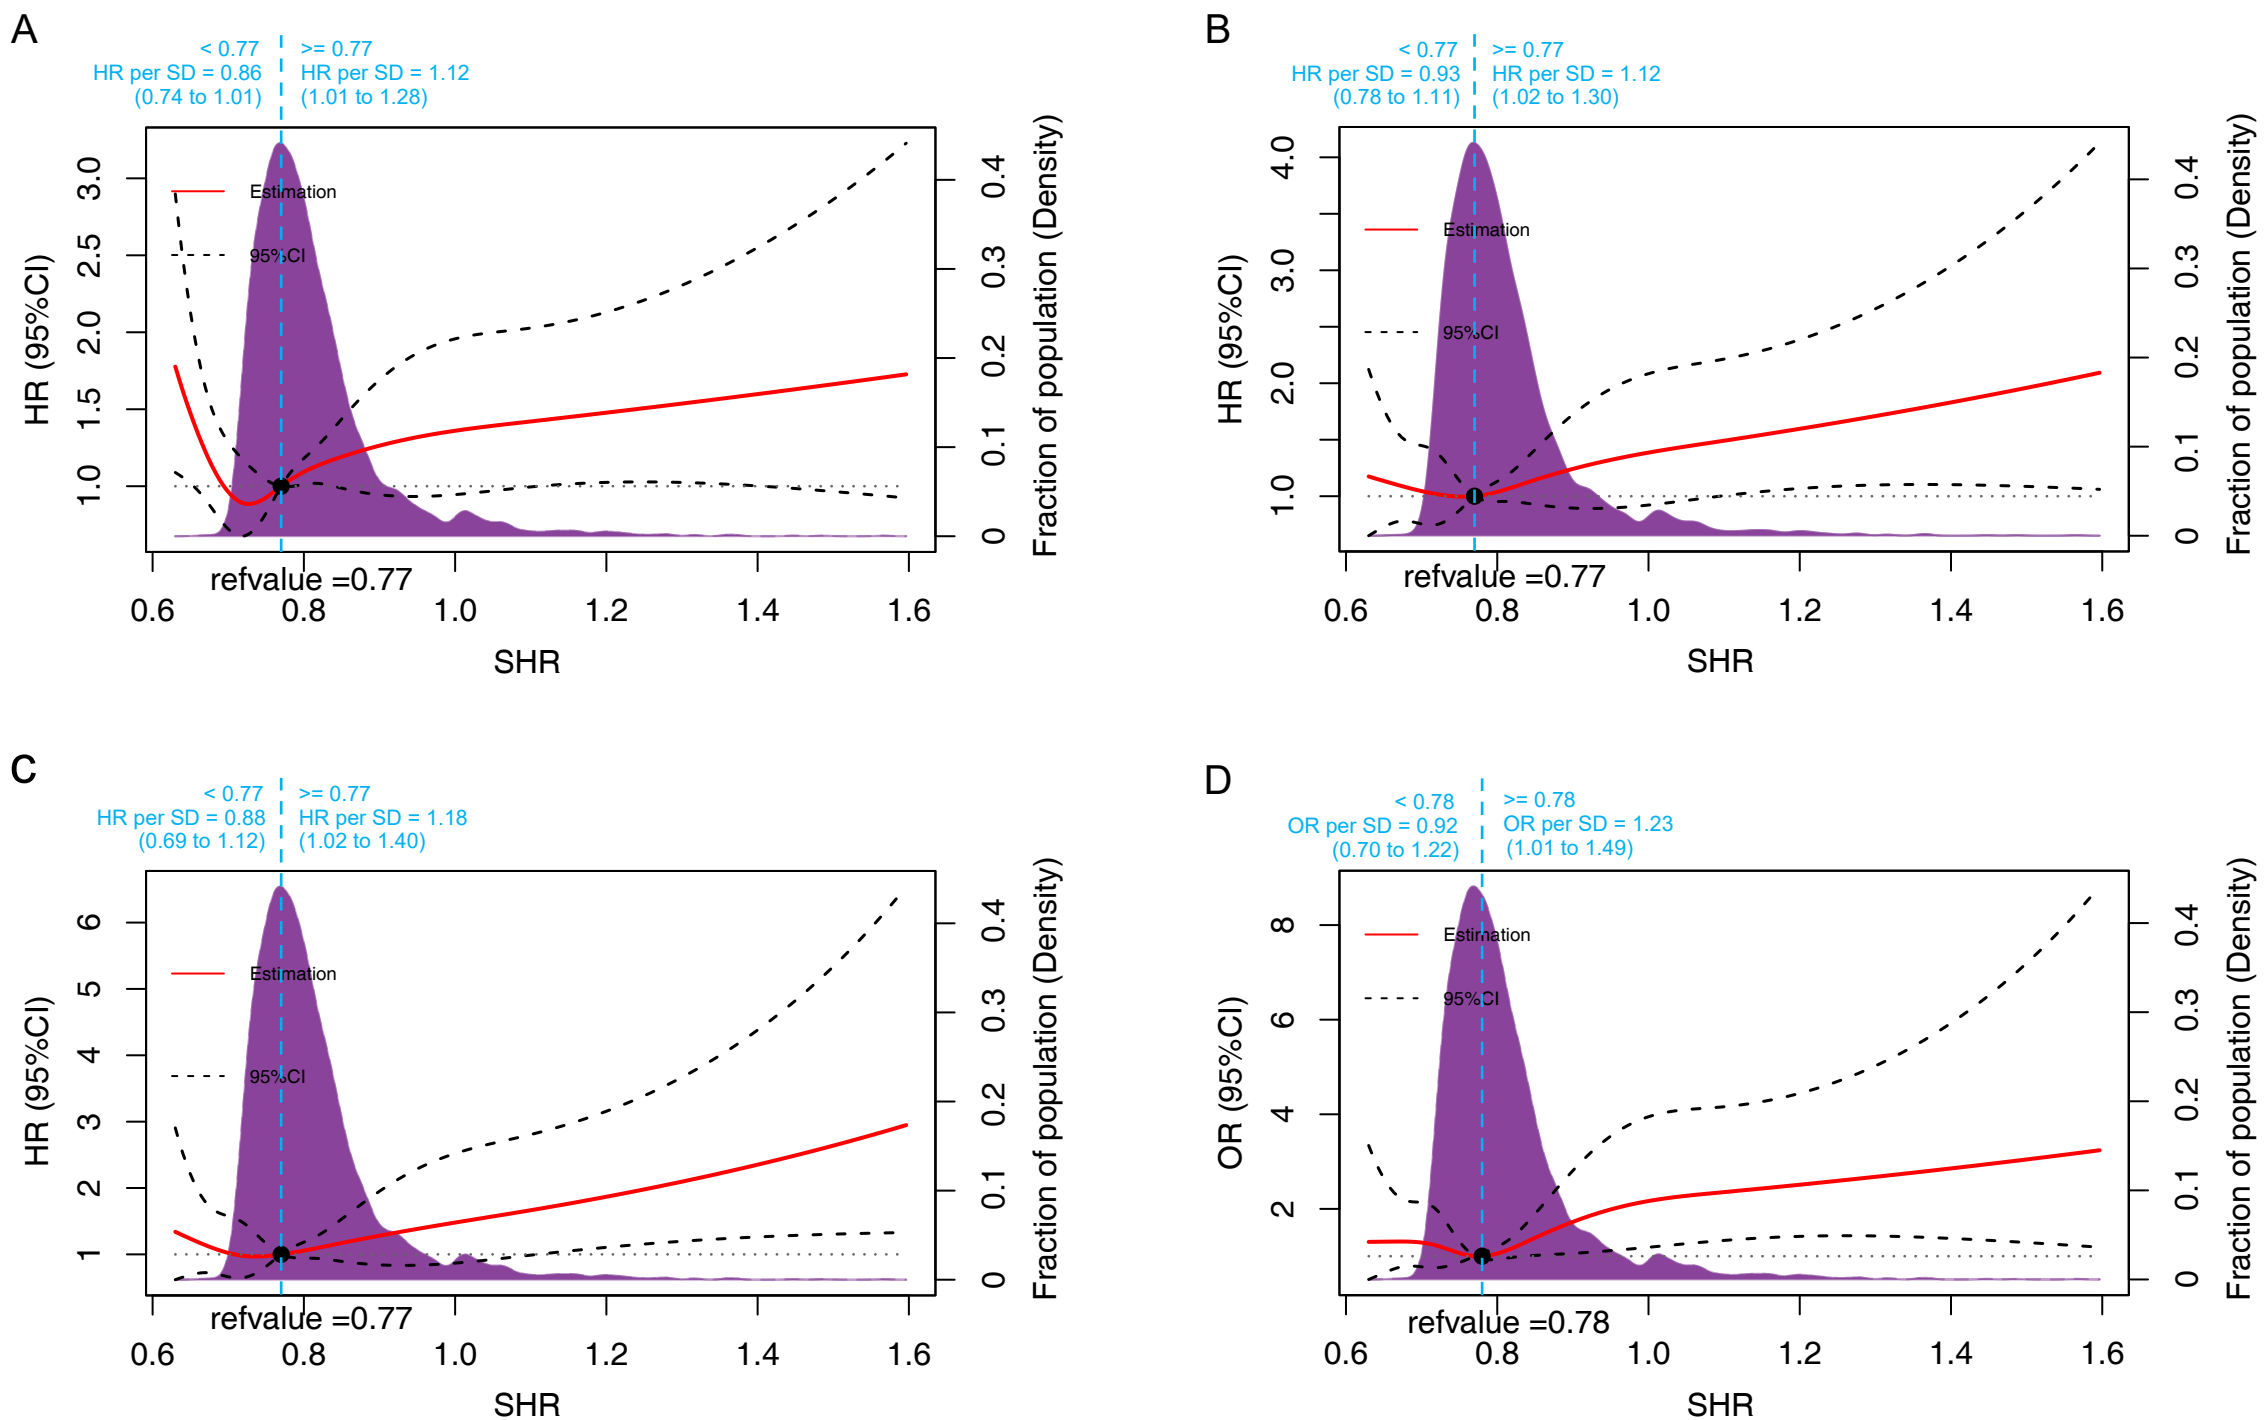 A
< 0.77
HR per SD = 0.86
(0.74 to 1.01)
>= 0.77
HR per SD = 1.12
(1.01 to 1.28)
HR (95%CI)
3.0
2.5
2.0
1.5
1.0
Estimation
95%CI
0.4
0.3
0.2
0.1
0
Fraction of population (Density)
refvalue =0.77
0.6 0.8 1.0 1.2 1.4 1.6
SHR
B
< 0.77
HR per SD = 0.93
(0.78 to 1.11)
>= 0.77
HR per SD = 1.12
(1.02 to 1.30)
HR (95%CI)
4.0
3.0
2.0
1.0
Estimation
95%CI
0.4
0.3
0.2
0.1
0
Fraction of population (Density)
refvalue =0.77
0.6 0.8 1.0 1.2 1.4 1.6
SHR
C
< 0.77
HR per SD = 0.88
(0.69 to 1.12)
>= 0.77
HR per SD = 1.18
(1.02 to 1.40)
HR (95%CI)
6
5
4
3
2
1
Estimation
95%CI
0.4
0.3
0.2
0.1
0
Fraction of population (Density)
refvalue =0.77
0.6 0.8 1.0 1.2 1.4 1.6
SHR
D
< 0.78
OR per SD = 0.92
(0.70 to 1.22)
>= 0.78
OR per SD = 1.23
(1.01 to 1.49)
OR (95%CI)
8
6
4
2
Estimation
95%CI
0.4
0.3
0.2
0.1
0
Fraction of population (Density)
refvalue =0.78
0.6 0.8 1.0 1.2 1.4 1.6
SHR